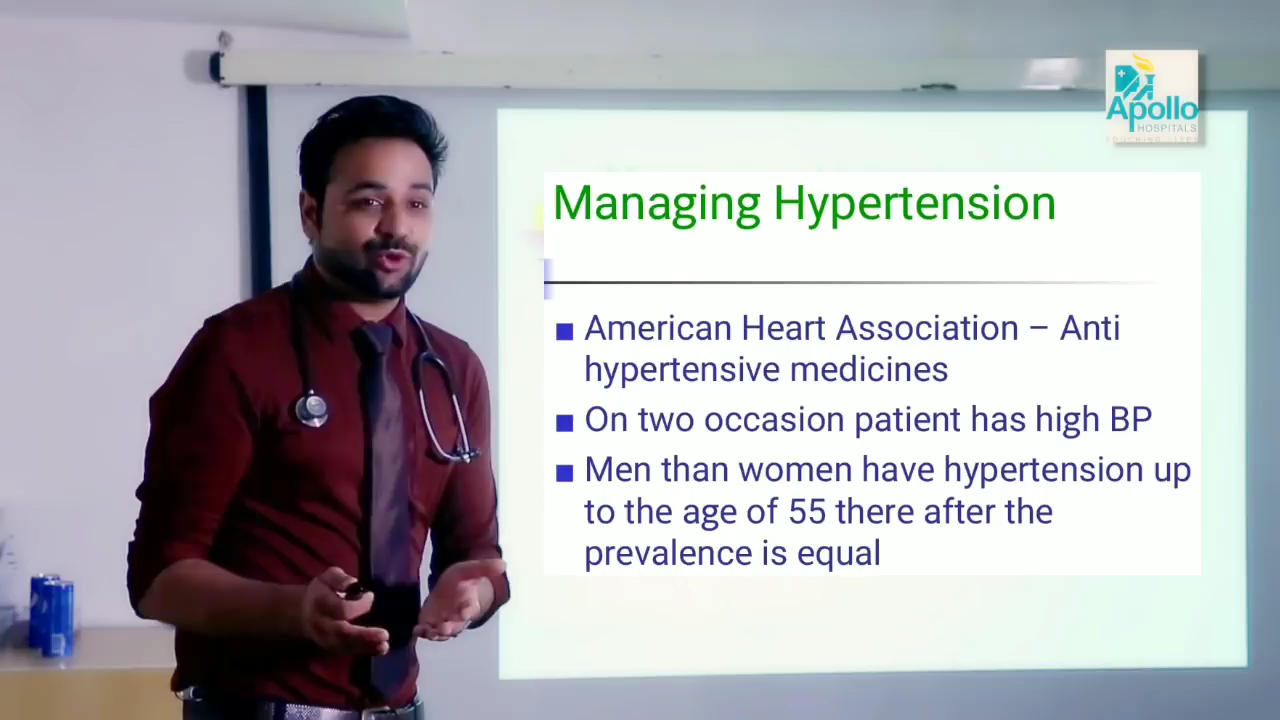 Apollo
HOSPITALS
Managing Hypertension
American Heart Association – Anti
hypertensive medicines
On two occasion patient has high BP
Men than women have hypertension up
to the age of 55 there after the
prevalence is equal